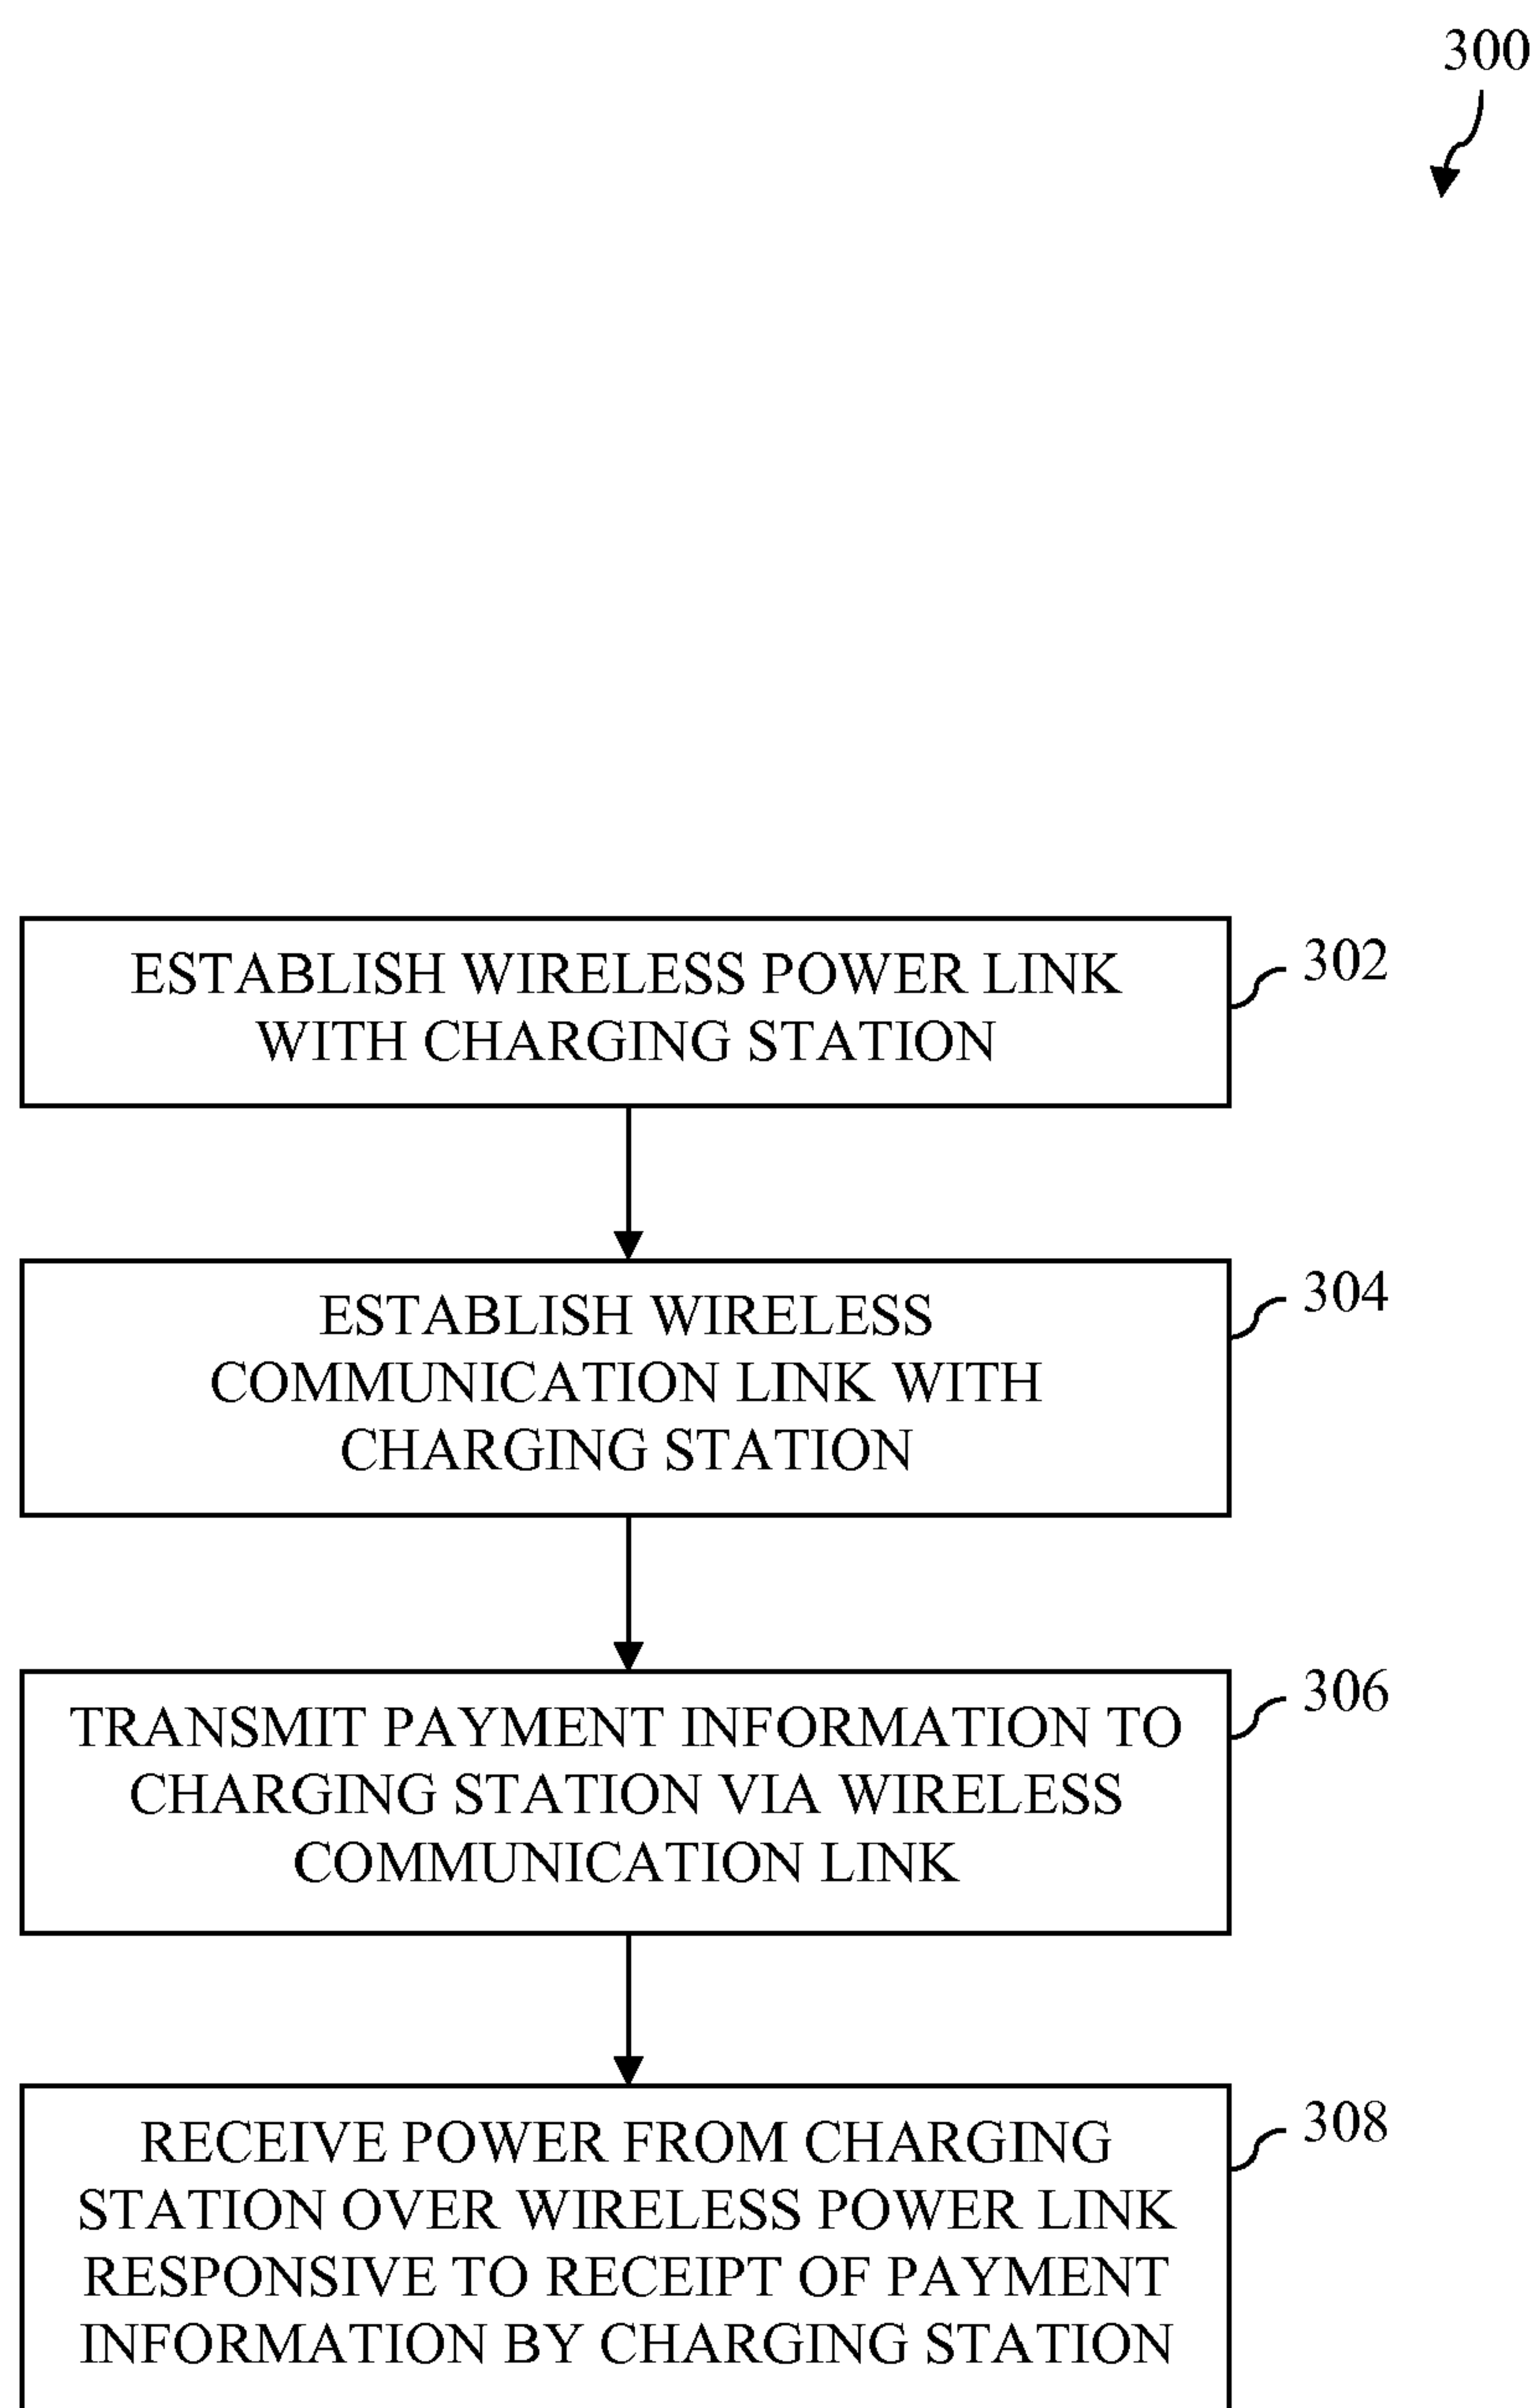 300
ESTABLISH WIRELESS POWER LINK
WITH CHARGING STATION
302
ESTABLISH WIRELESS
COMMUNICATION LINK WITH
CHARGING STATION
304
TRANSMIT PAYMENT INFORMATION TO
CHARGING STATION VIA WIRELESS
COMMUNICATION LINK
306
RECEIVE POWER FROM CHARGING
STATION OVER WIRELESS POWER LINK
RESPONSIVE TO RECEIPT OF PAYMENT
INFORMATION BY CHARGING STATION
308